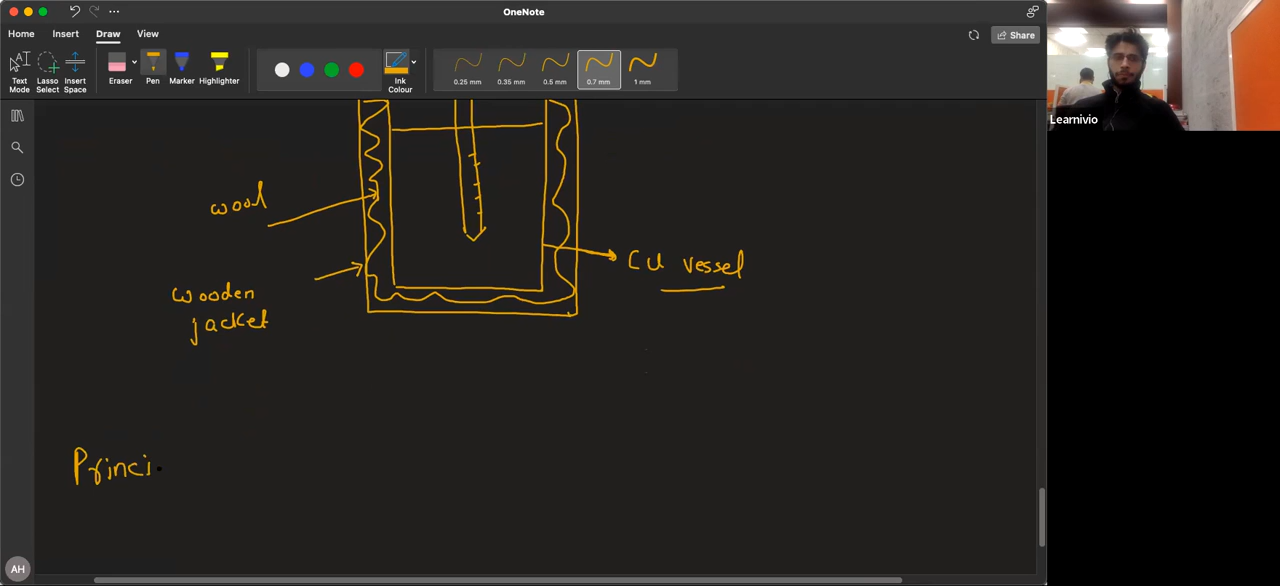 OneNote
Home Insert Draw View
Share
Text Mode
Lasso Select
Insert Space
Eraser
Pen
Marker
Highlighter
Ink Colour
0.25 mm
0.35 mm
0.5 mm
0.7 mm
1 mm
Learnivio
wool
CU vessel
wooden
jacket
Princi
AH